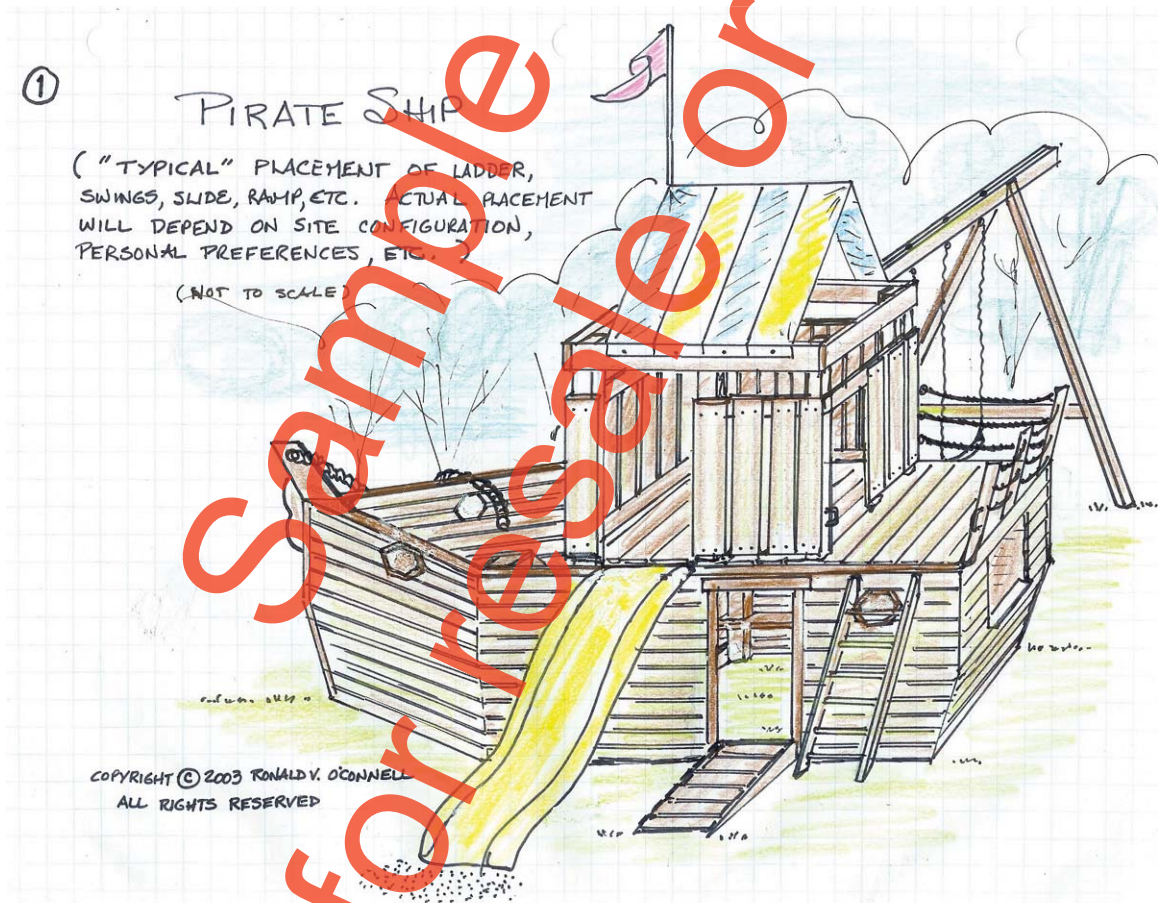 1
PIRATE SHIP
("TYPICAL" PLACEMENT OF LADDER,
SWINGS, SLIDE, RAMP, ETC. ACTUAL PLACEMENT
WILL DEPEND ON SITE CONFIGURATION,
PERSONAL PREFERENCES, ETC.)
(NOT TO SCALE)
COPYRIGHT © 2003 RONALD V. O'CONNELL
ALL RIGHTS RESERVED
Sample
for resale or